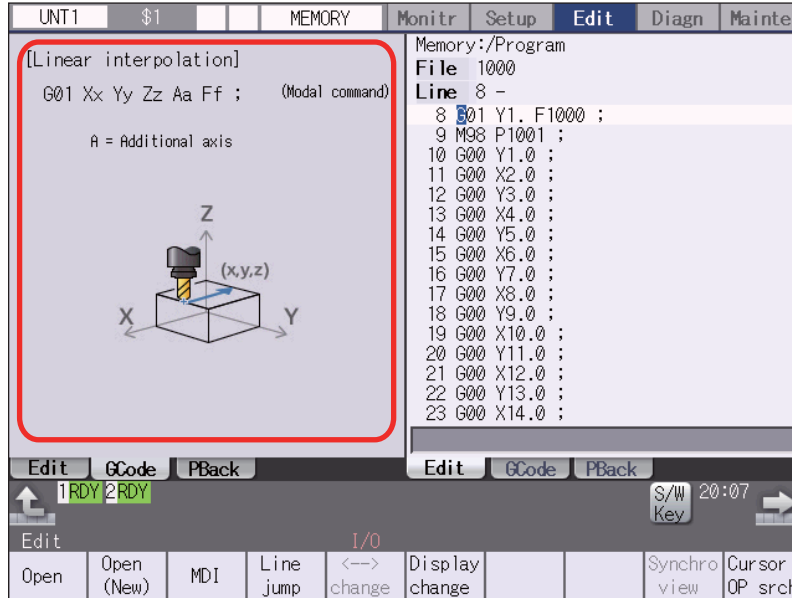 UNT1 $1 MEMORY Monitr Setup Edit Diagn Mainte
[Linear interpolation]
G01 Xx Yy Zz Aa Ff ; (Modal command)
A = Additional axis
Z
(x,y,z)
X Y
Memory:/Program
File 1000
Line 8 -
8 G01 Y1. F1000 ;
9 M98 P1001 ;
10 G00 Y1.0 ;
11 G00 X2.0 ;
12 G00 Y3.0 ;
13 G00 X4.0 ;
14 G00 Y5.0 ;
15 G00 X6.0 ;
16 G00 Y7.0 ;
17 G00 X8.0 ;
18 G00 Y9.0 ;
19 G00 X10.0 ;
20 G00 Y11.0 ;
21 G00 X12.0 ;
22 G00 Y13.0 ;
23 G00 X14.0 ;
Edit GCode PBack Edit GCode PBack
1RDY 2RDY
S/W Key 20:07
Edit I/O
Open
Open (New)
MDI
Line jump
<--> change
Display change
Synchro view
Cursor OP srch